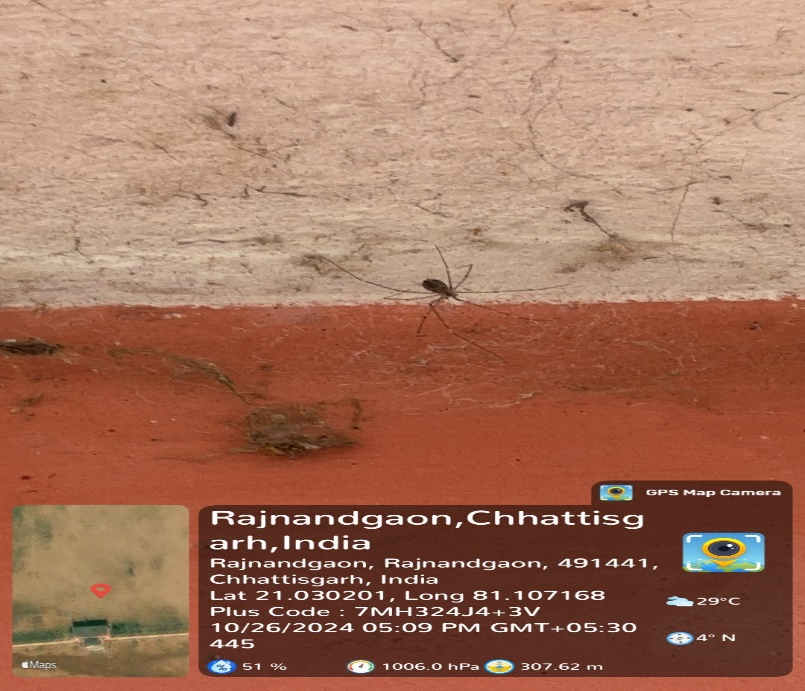 GPS Map Camera
Rajnandgaon,Chhattisg
arh,India
Rajnandgaon, Rajnandgaon, 491441,
Chhattisgarh, India
Lat 21.030201, Long 81.107168
Plus Code : 7MH324J4+3V
10/26/2024 05:09 PM GMT+05:30
445
29°C
4° N
51 %
1006.0 hPa
307.62 m
Maps